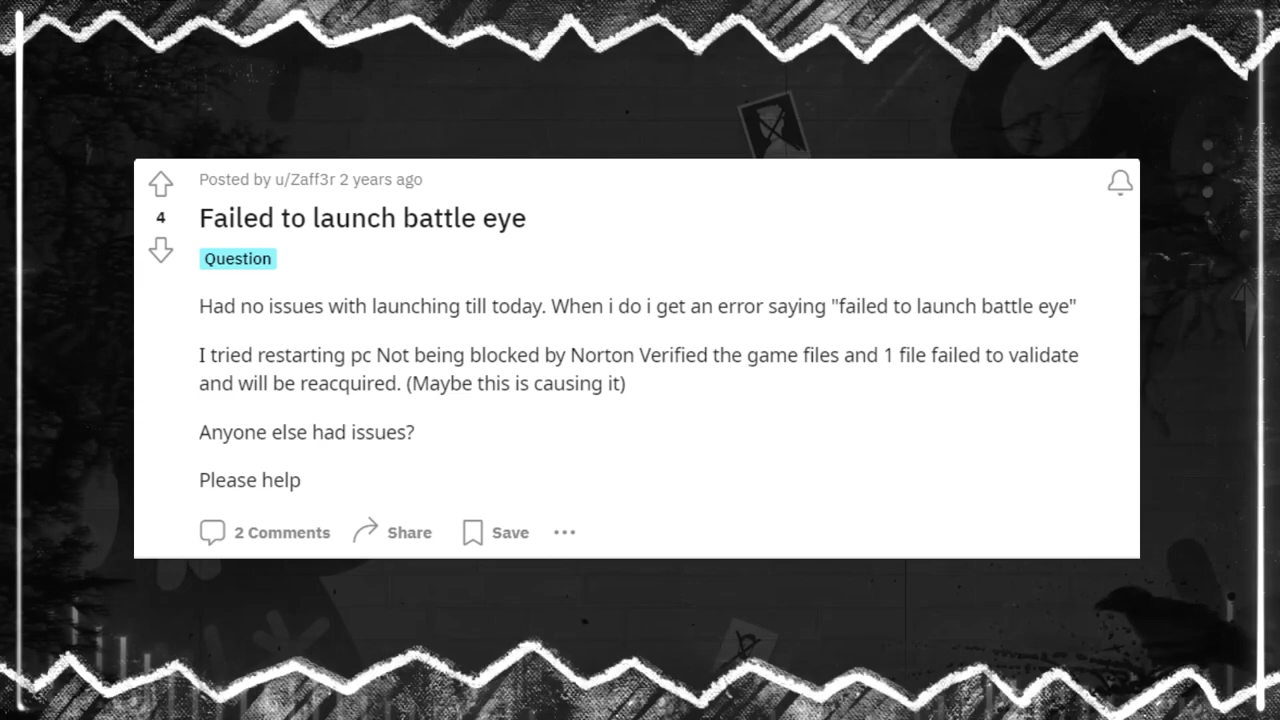 Posted by u/Zaff3r 2 years ago
4
Failed to launch battle eye
Question
Had no issues with launching till today. When i do i get an error saying "failed to launch battle eye"
I tried restarting pc Not being blocked by Norton Verified the game files and 1 file failed to validate
and will be reacquired. (Maybe this is causing it)
Anyone else had issues?
Please help
2 Comments Share Save